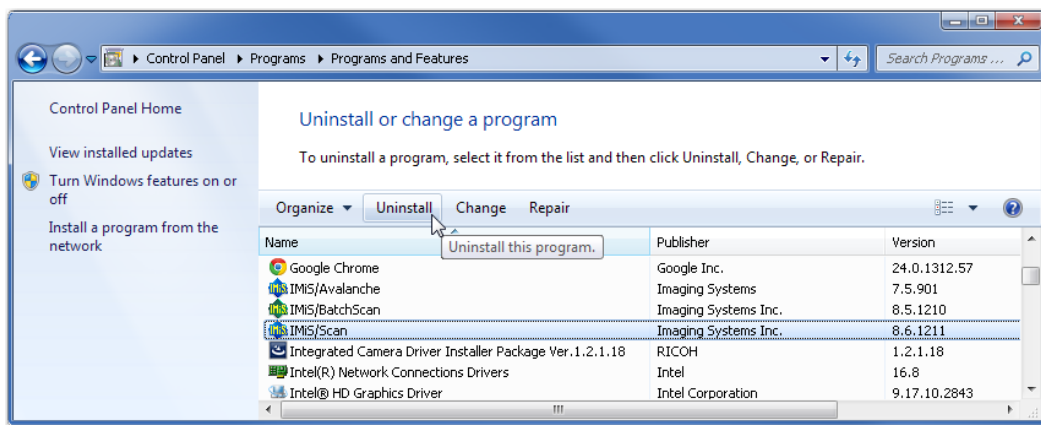 Control Panel Programs Programs and Features Search Programs ...
Control Panel Home
View installed updates
Turn Windows features on or
off
Install a program from the
network
Uninstall or change a program
To uninstall a program, select it from the list and then click Uninstall, Change, or Repair.
Organize Uninstall Change Repair
Uninstall this program.
Name Publisher Version
Google Chrome Google Inc. 24.0.1312.57
IMiS/Avalanche Imaging Systems 7.5.901
IMiS/BatchScan Imaging Systems Inc. 8.5.1210
IMiS/Scan Imaging Systems Inc. 8.6.1211
Integrated Camera Driver Installer Package Ver.1.2.1.18 RICOH 1.2.1.18
Intel(R) Network Connections Drivers Intel 16.8
Intel® HD Graphics Driver Intel Corporation 9.17.10.2843